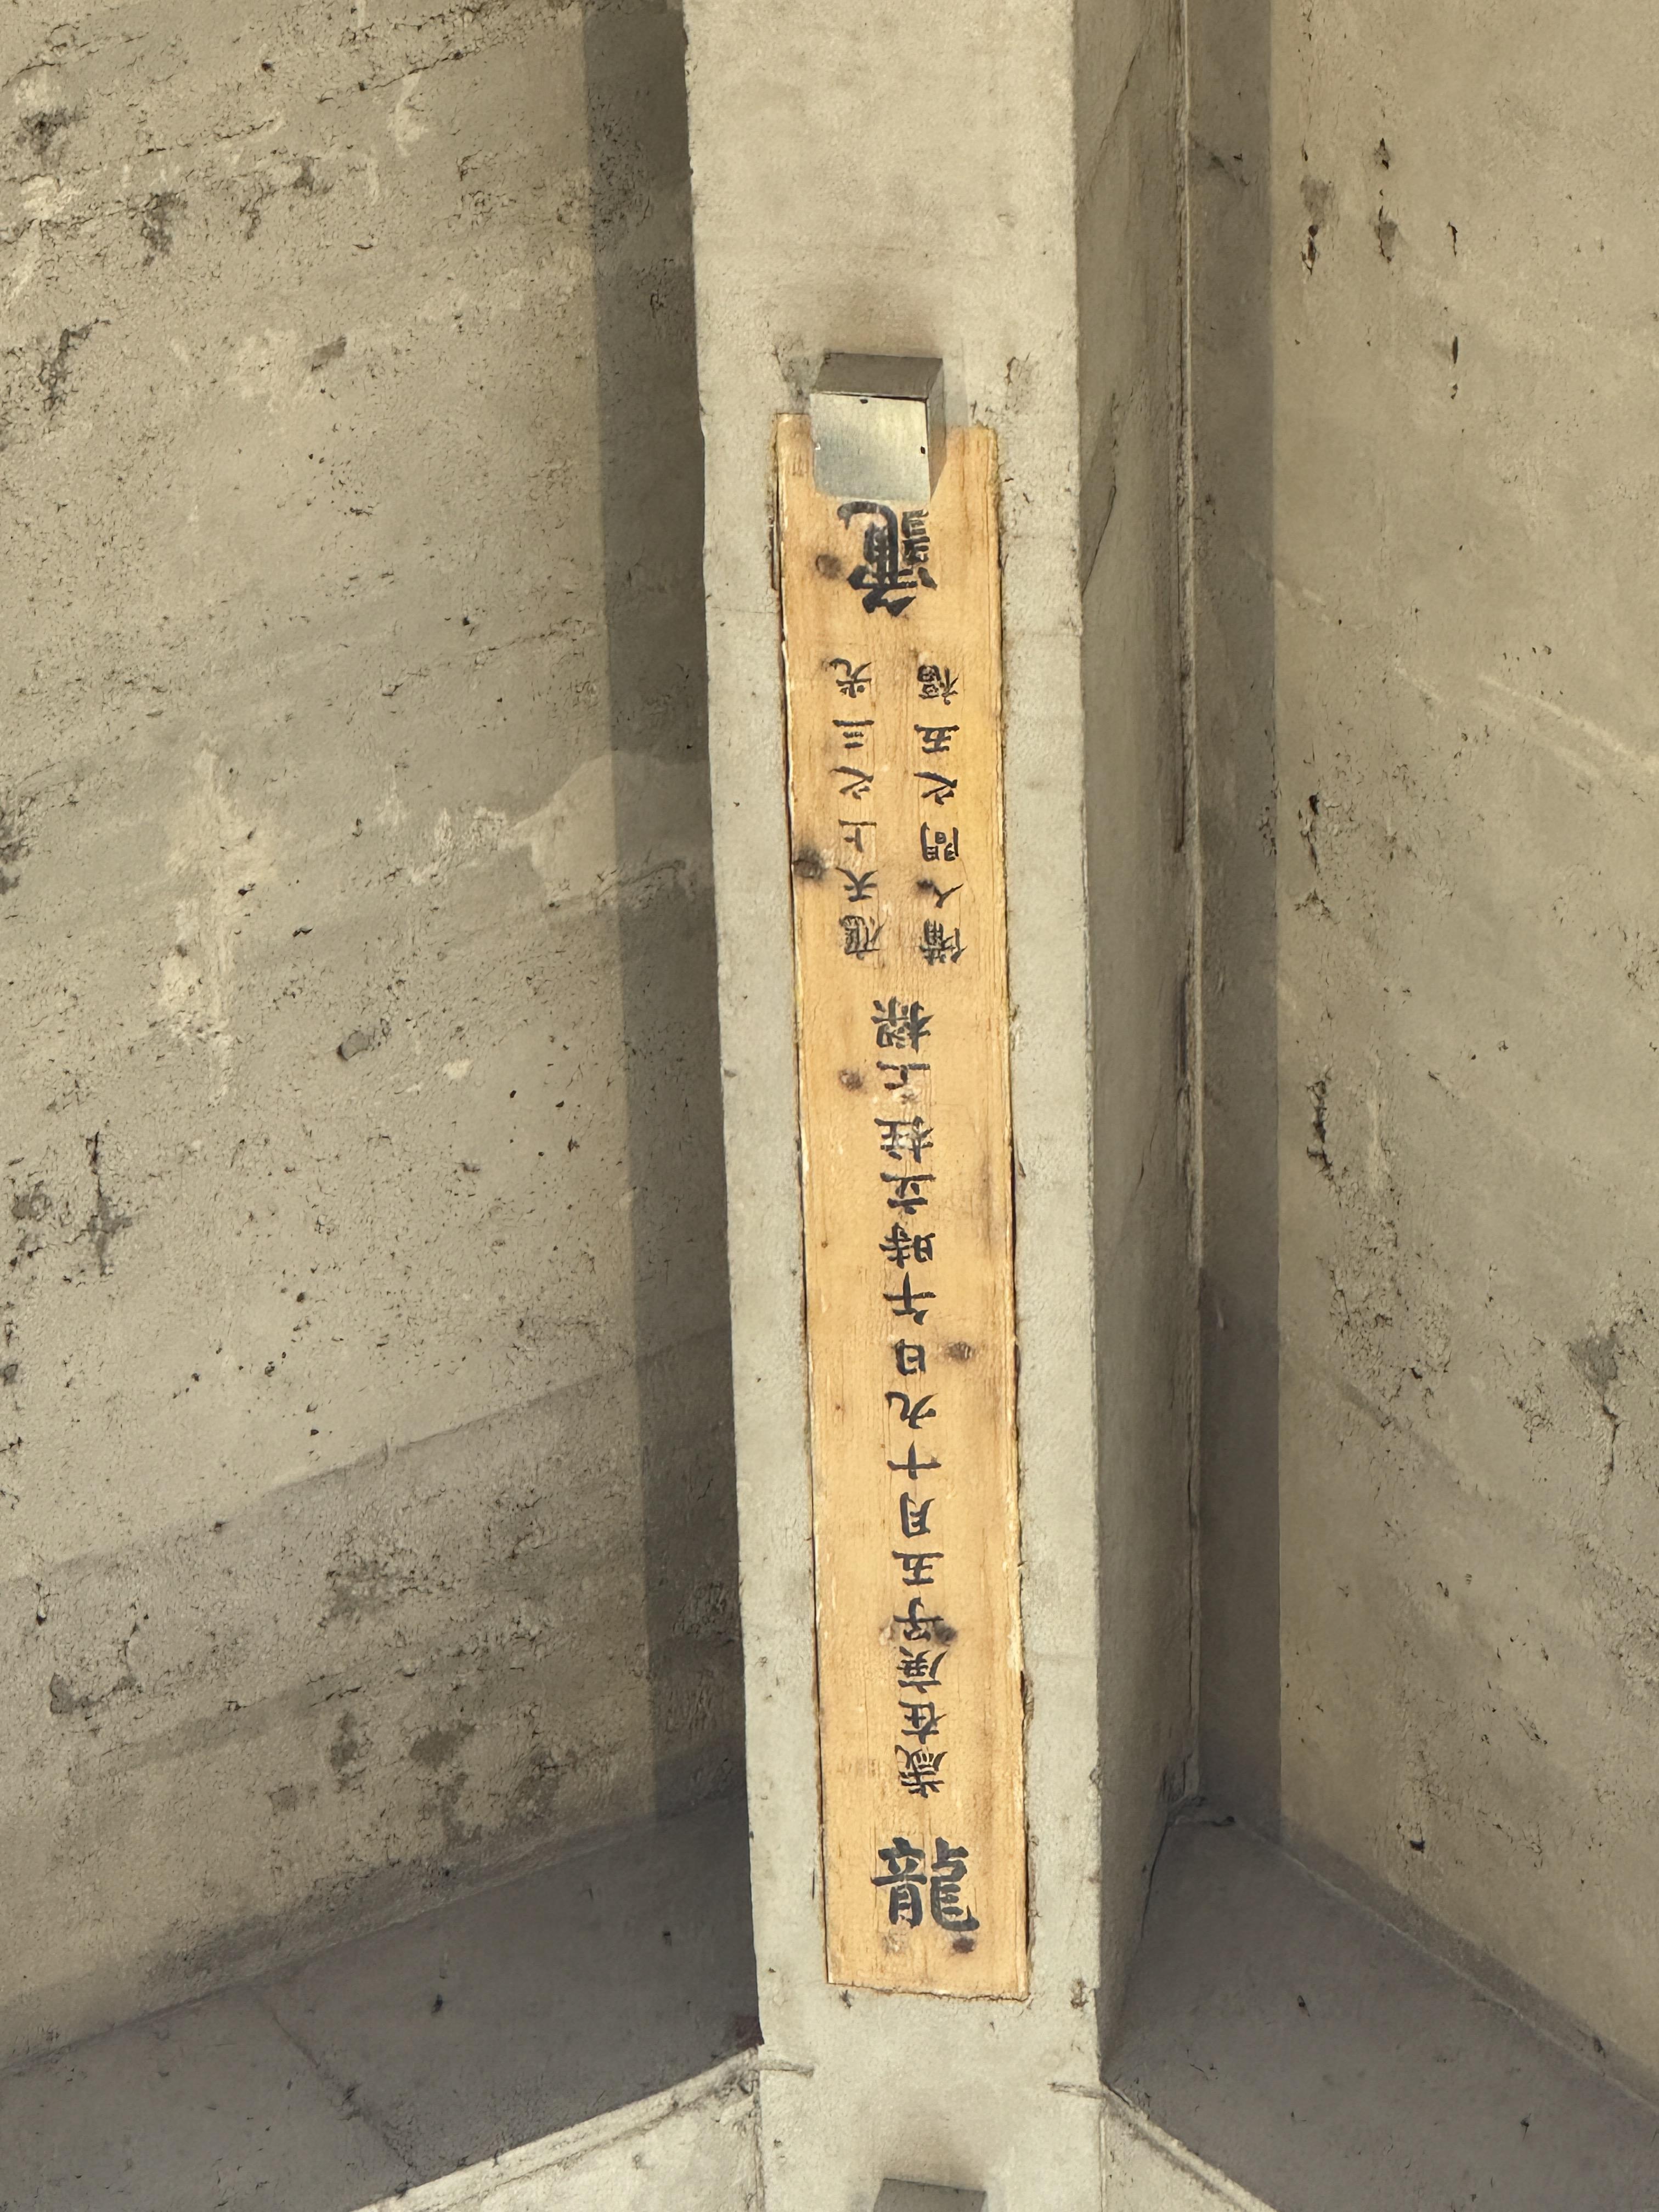 龍
歲在庚子五月十九日午時立柱上樑
應天上之三光
備人間之五福
龜